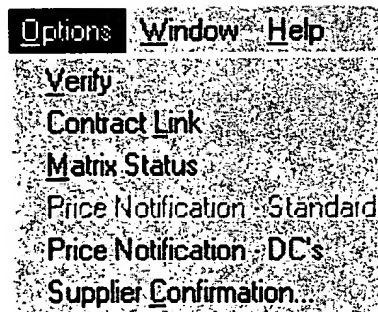 Options Window Help
Verify
Contract Link
Matrix Status
Price Notification - Standard
Price Notification - DC's
Supplier Confirmation...